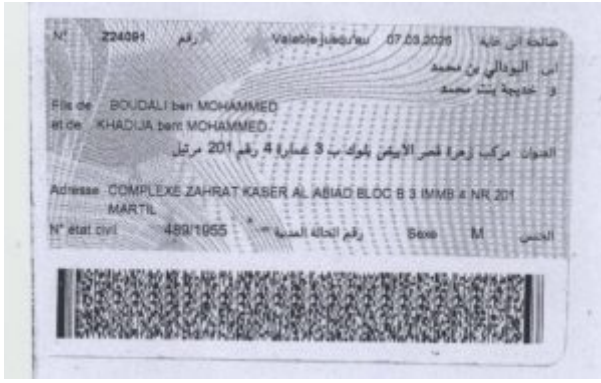 N° Z24091 رقم Valable jusqu'au 07.03.2026 صالحة الى غاية
ابن البودالي بن محمد
و خديجة بنت محمد
Fils de BOUDALI ben MOHAMMED
et de KHADIJA bent MOHAMMED
العنوان مركب زهرة قصر الأبيض بلوك ب 3 عمارة 4 رقم 201 مرتيل
Adresse COMPLEXE ZAHRAT KASER AL ABIAD BLOC B 3 IMMB 4 NR 201
MARTIL
N° état civil 489/1955 رقم الحالة المدنية Sexe M الجنس